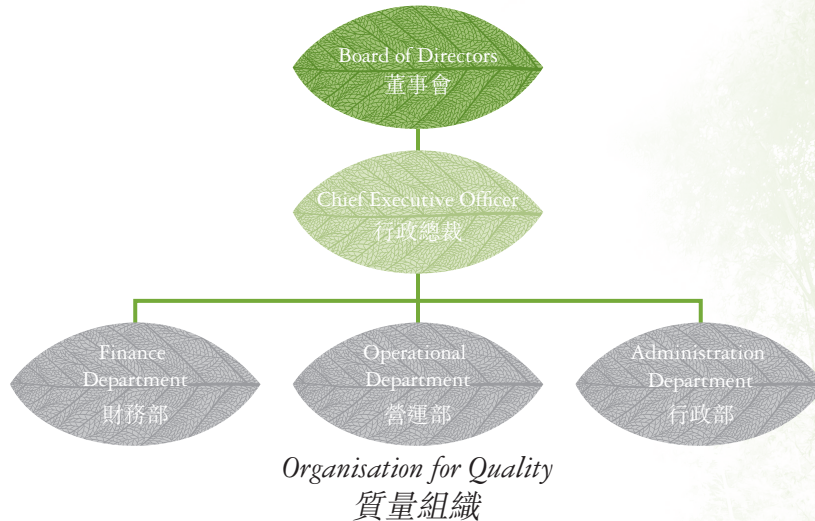 Board of Directors
董事會
Chief Executive Officer
行政總裁
Finance
Department
財務部
Operational
Department
營運部
Administration
Department
行政部
Organisation for Quality
質量組織